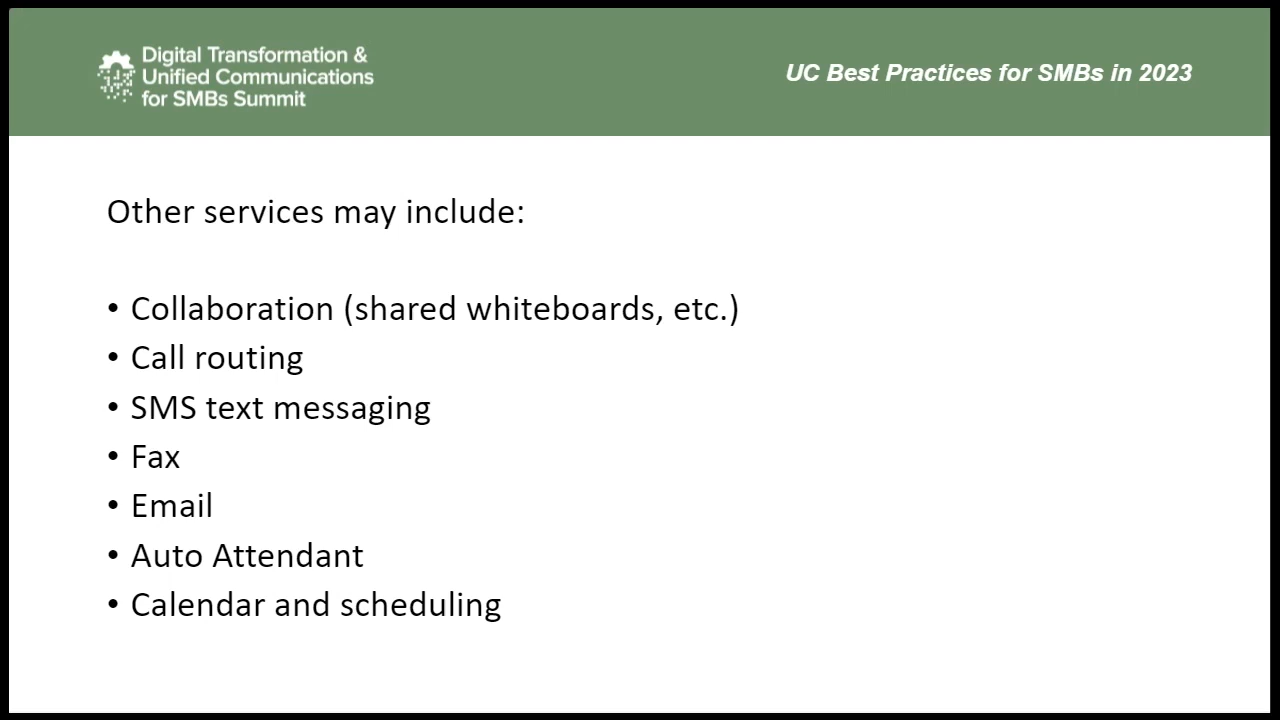 Digital Transformation &
Unified Communications
for SMBs Summit
UC Best Practices for SMBs in 2023
Other services may include:
• Collaboration (shared whiteboards, etc.)
• Call routing
• SMS text messaging
• Fax
• Email
• Auto Attendant
• Calendar and scheduling